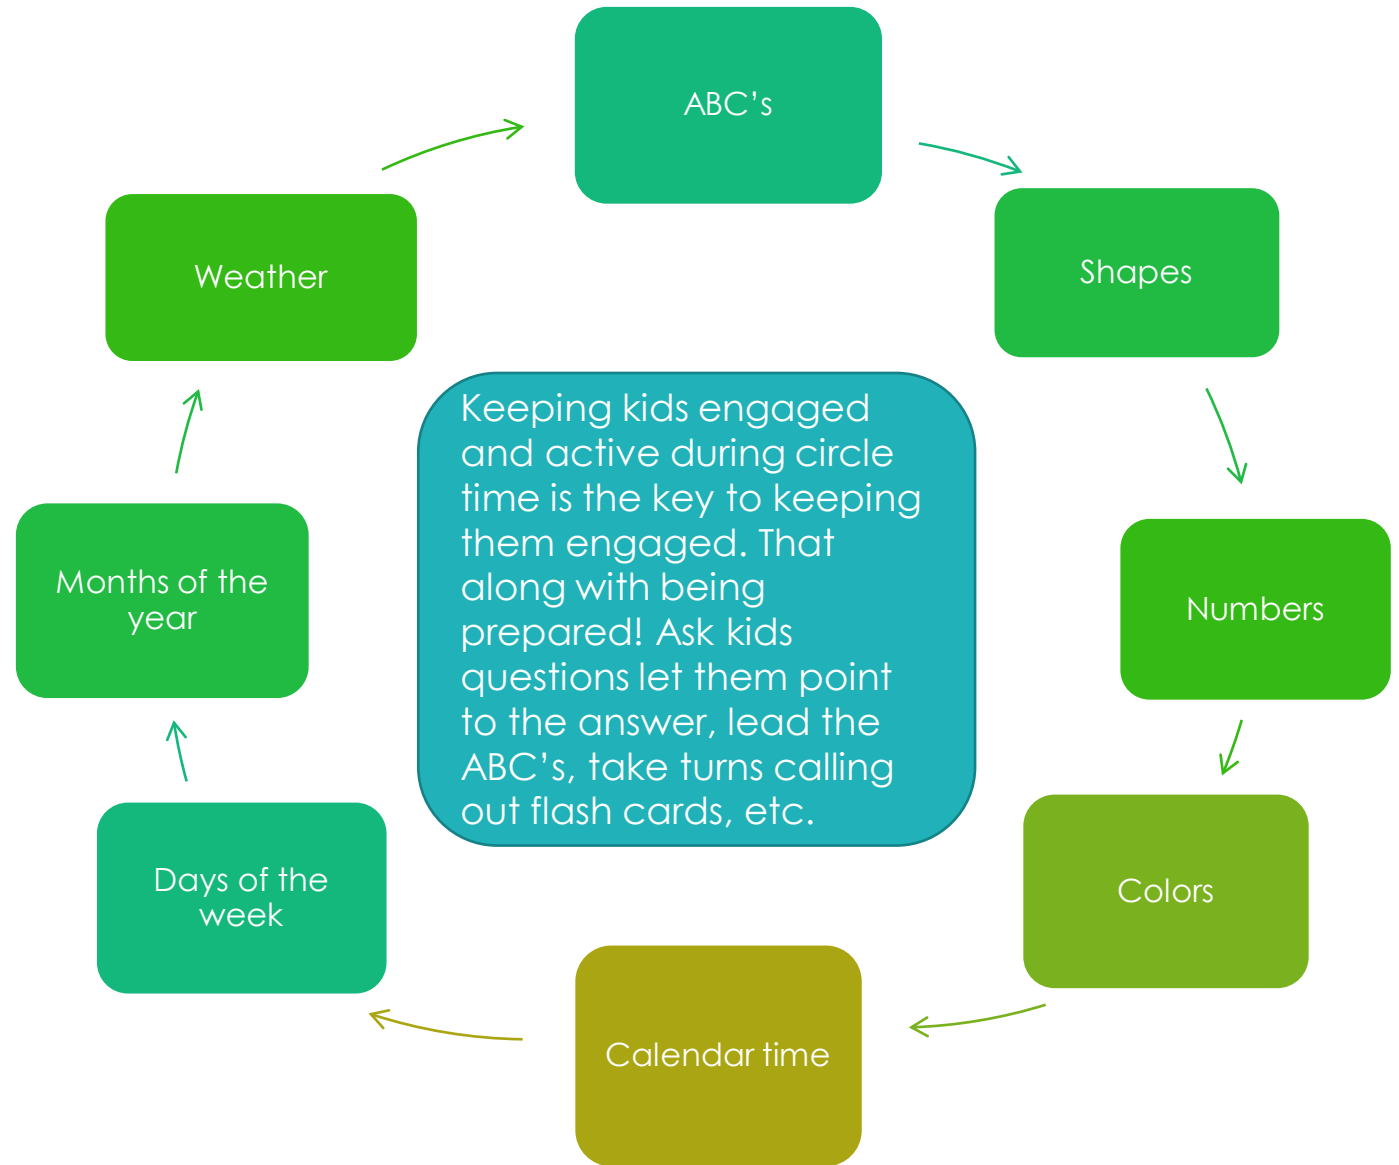 ABC’s
Shapes
Numbers
Colors
Calendar time
Days of the
week
Months of the
year
Weather
Keeping kids engaged
and active during circle
time is the key to keeping
them engaged. That
along with being
prepared! Ask kids
questions let them point
to the answer, lead the
ABC’s, take turns calling
out flash cards, etc.